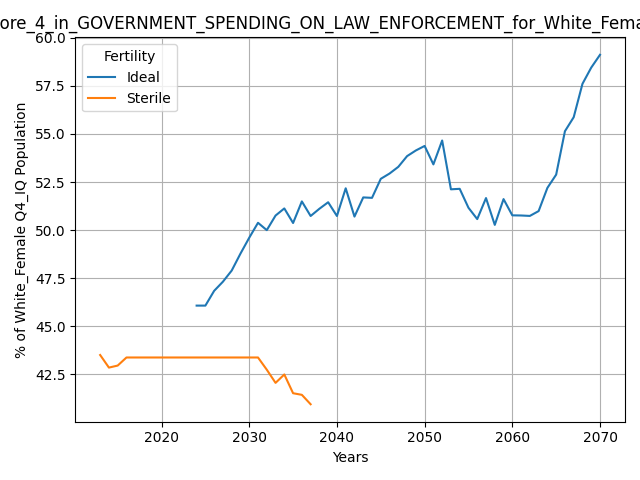 ore_4_in_GOVERNMENT_SPENDING_ON_LAW_ENFORCEMENT_for_White_Fema
Fertility
Ideal
Sterile
60.0
57.5
55.0
52.5
50.0
47.5
45.0
42.5
% of White_Female Q4_IQ Population
2020 2030 2040 2050 2060 2070
Years